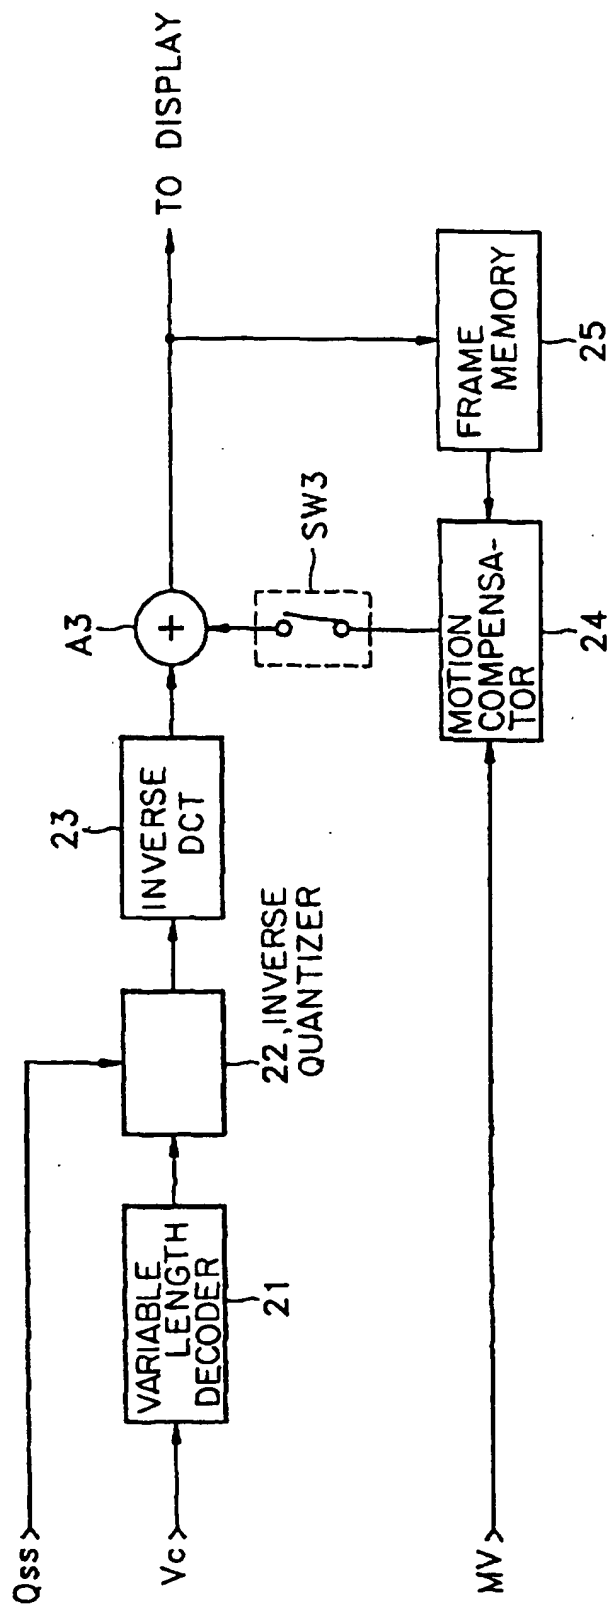 Qss
Vc
VARIABLE
LENGTH
DECODER
21
22,INVERSE
QUANTIZER
23
INVERSE
DCT
A3
+
SW3
TO DISPLAY
MV
MOTION
COMPENSA-
TOR
24
FRAME
MEMORY
25